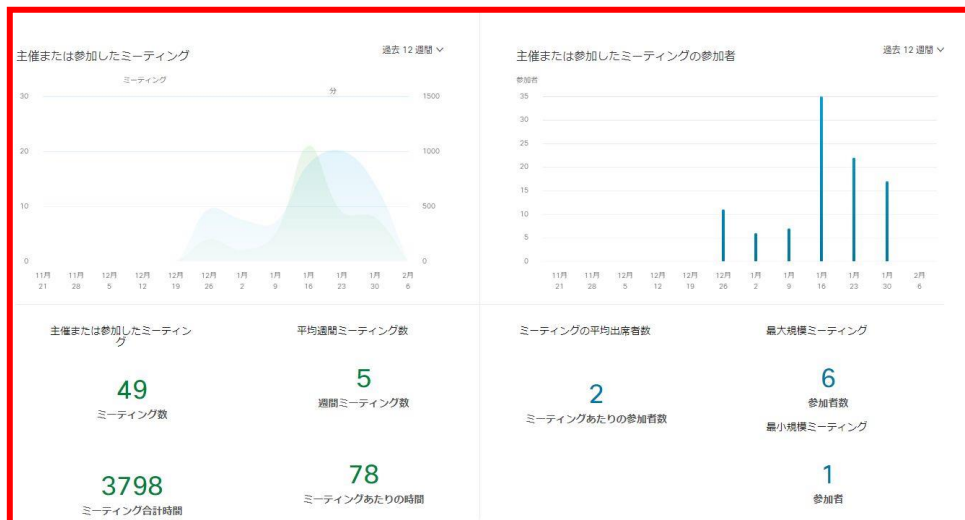 主催または参加したミーティング
過去 12 週間
ミーティング
分
30
1500
20
1000
10
500
0
0
11月 11月 12月 12月 12月 12月 1月 1月 1月 1月 1月 2月
21 28 5 12 19 26 2 9 16 23 30 6
主催または参加したミーティン
グ
49
ミーティング数
平均週間ミーティング数
5
週間ミーティング数
3798
ミーティング合計時間
78
ミーティングあたりの時間
主催または参加したミーティングの参加者
過去 12 週間
参加者
35
30
25
20
15
10
5
0
11月 11月 12月 12月 12月 12月 1月 1月 1月 1月 1月 2月
21 28 5 12 19 26 2 9 16 23 30 6
ミーティングの平均出席者数
2
ミーティングあたりの参加者数
最大規模ミーティング
6
参加者数
最小規模ミーティング
1
参加者